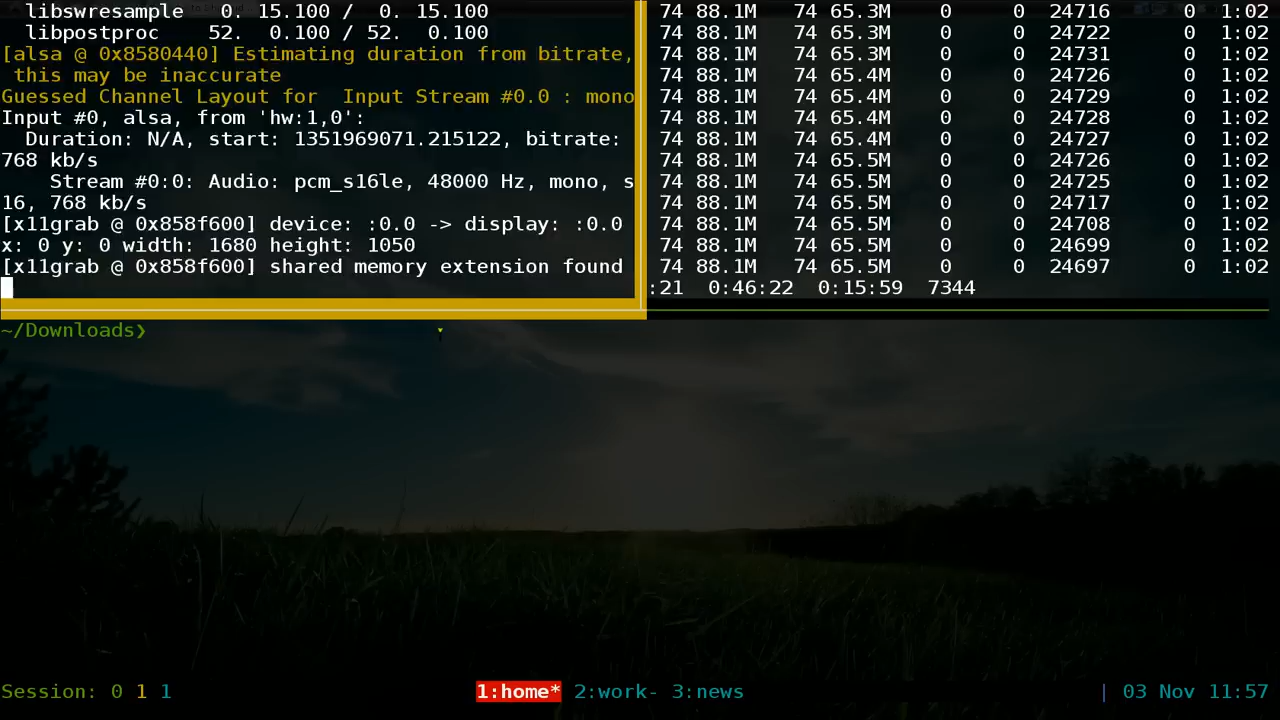 libswresample 0. 15.100 / 0. 15.100
libpostproc 52. 0.100 / 52. 0.100
[alsa @ 0x8580440] Estimating duration from bitrate,
this may be inaccurate
Guessed Channel Layout for Input Stream #0.0 : mono
Input #0, alsa, from 'hw:1,0':
Duration: N/A, start: 1351969071.215122, bitrate:
768 kb/s
Stream #0:0: Audio: pcm_s16le, 48000 Hz, mono, s
16, 768 kb/s
[x11grab @ 0x858f600] device: :0.0 -> display: :0.0
x: 0 y: 0 width: 1680 height: 1050
[x11grab @ 0x858f600] shared memory extension found
74 88.1M 74 65.3M 0 0 24716 0 1:02
74 88.1M 74 65.3M 0 0 24722 0 1:02
74 88.1M 74 65.3M 0 0 24731 0 1:02
74 88.1M 74 65.4M 0 0 24726 0 1:02
74 88.1M 74 65.4M 0 0 24729 0 1:02
74 88.1M 74 65.4M 0 0 24728 0 1:02
74 88.1M 74 65.4M 0 0 24727 0 1:02
74 88.1M 74 65.5M 0 0 24726 0 1:02
74 88.1M 74 65.5M 0 0 24725 0 1:02
74 88.1M 74 65.5M 0 0 24717 0 1:02
74 88.1M 74 65.5M 0 0 24708 0 1:02
74 88.1M 74 65.5M 0 0 24699 0 1:02
74 88.1M 74 65.5M 0 0 24697 0 1:02
:21 0:46:22 0:15:59 7344
~/Downloads❯
Session: 0 1 1 1:home* 2:work- 3:news | 03 Nov 11:57